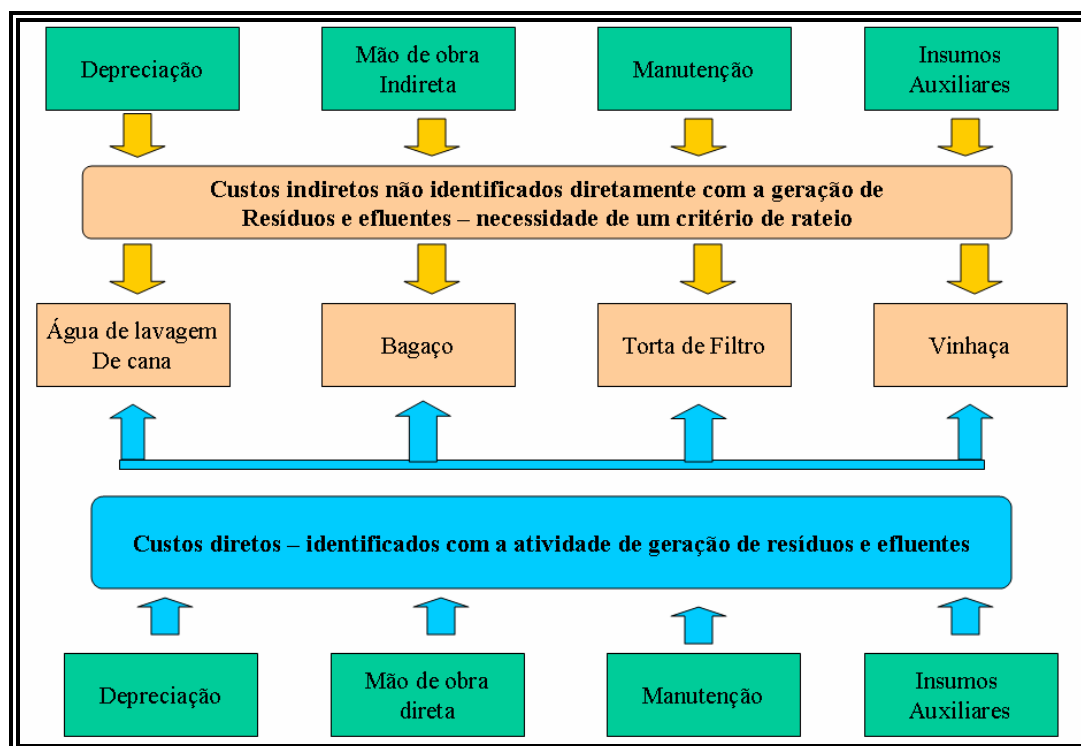 Depreciação
Mão de obra
Indireta
Manutenção
Insumos
Auxiliares
Custos indiretos não identificados diretamente com a geração de
Resíduos e efluentes – necessidade de um critério de rateio
Água de lavagem
De cana
Bagaço
Torta de Filtro
Vinhaça
Custos diretos – identificados com a atividade de geração de resíduos e efluentes
Depreciação
Mão de obra
direta
Manutenção
Insumos
Auxiliares